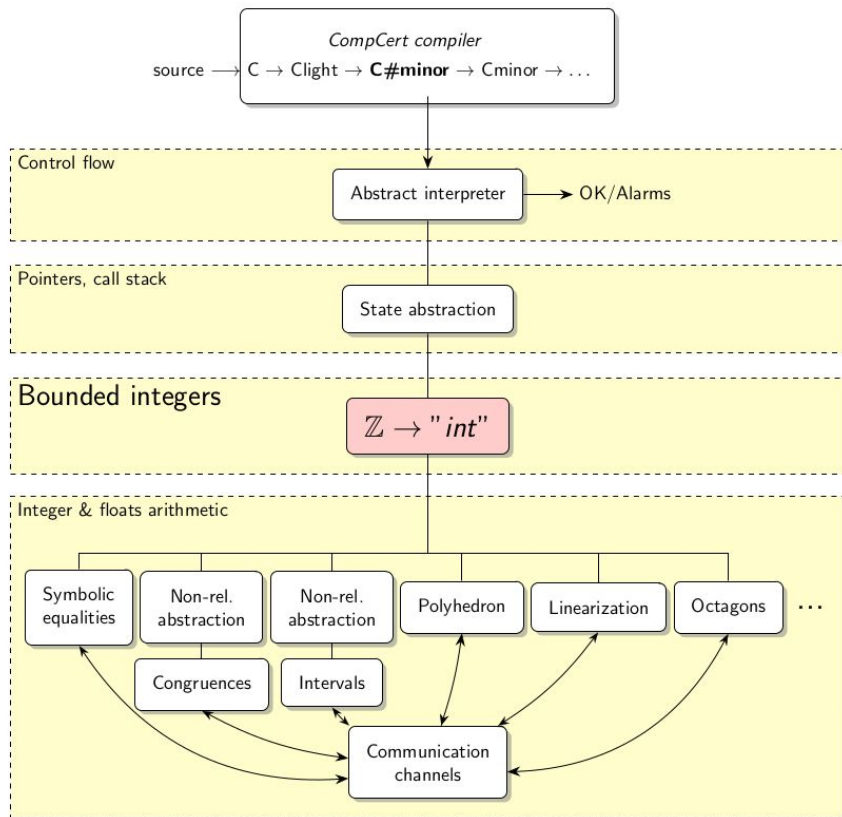 CompCert compiler
source → C → Clight → C#minor → Cminor → ...
Control flow
Abstract interpreter
OK/Alarms
Pointers, call stack
State abstraction
Bounded integers
ℤ → "int"
Integer & floats arithmetic
Symbolic
equalities
Non-rel.
abstraction
Non-rel.
abstraction
Polyhedron
Linearization
Octagons
...
Congruences
Intervals
Communication
channels